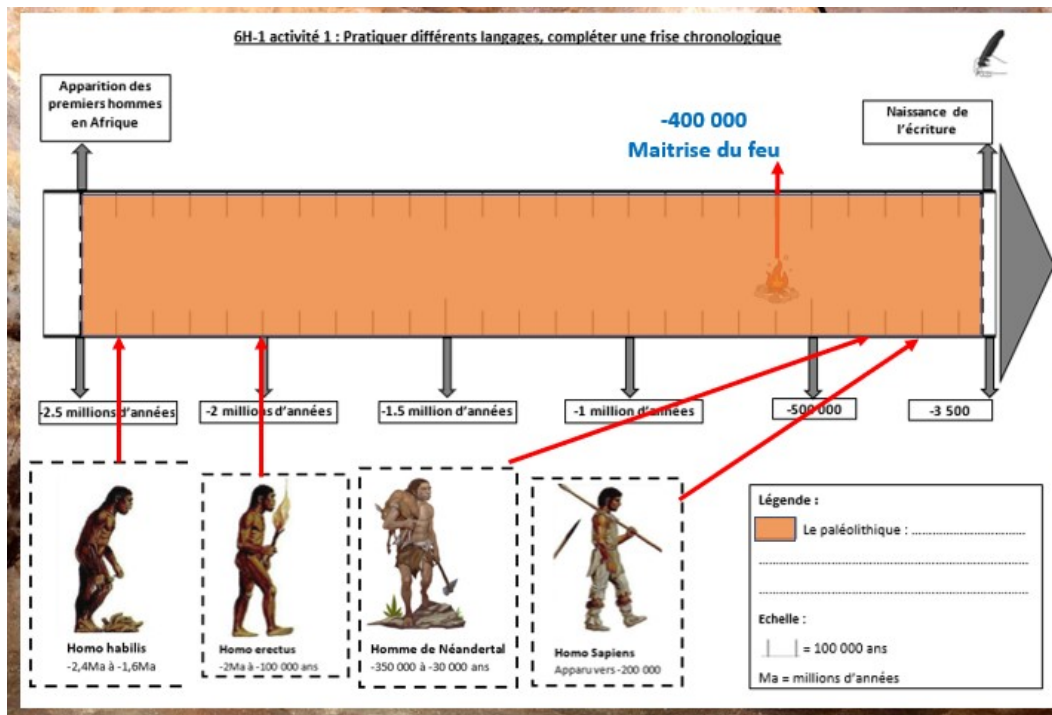 6H-1 activité 1 : Pratiquer différents langages, compléter une frise chronologique
Apparition des
premiers hommes
en Afrique
-400 000
Maitrise du feu
Naissance de
l'écriture
-2.5 millions d'années
-2 millions d'années
-1.5 million d'années
-1 million d'années
-500 000
-3 500
Homo habilis
-2,4Ma à -1,6Ma
Homo erectus
-2Ma à -100 000 ans
Homme de Néandertal
-350 000 à -30 000 ans
Homo Sapiens
Apparu vers -200 000
Légende :
Le paléolithique : ................................
................................................................
................................................................
Echelle :
= 100 000 ans
Ma = millions d'années